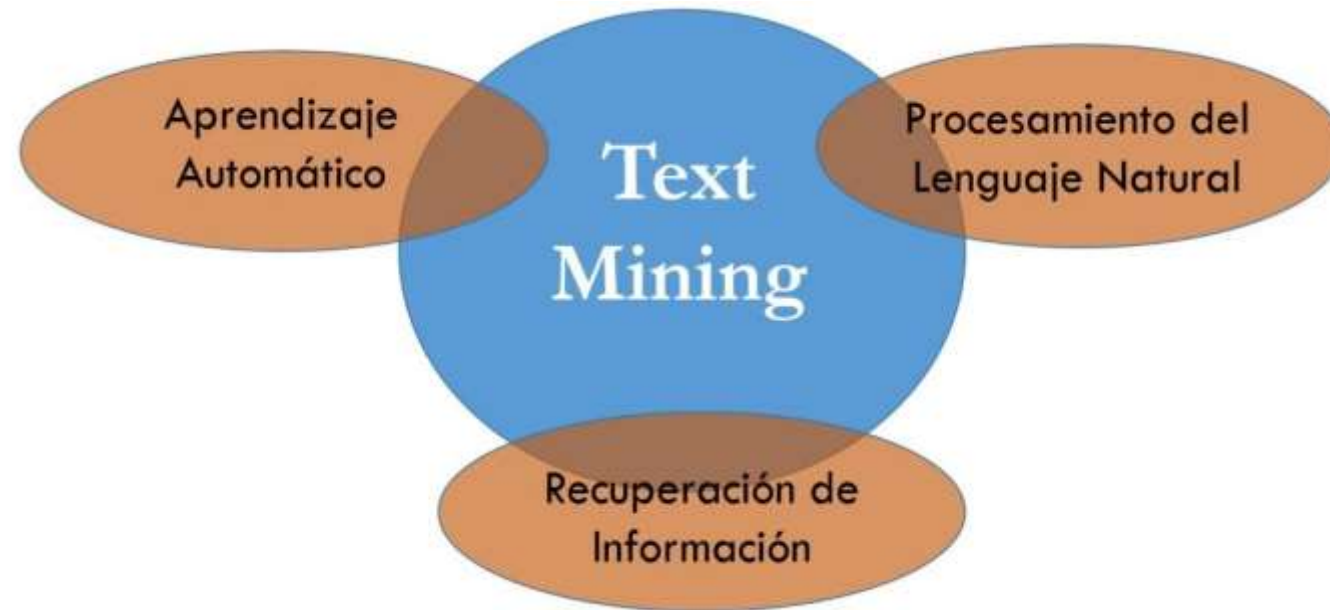 Aprendizaje
Automático
Text
Mining
Procesamiento del
Lenguaje Natural
Recuperación de
Información